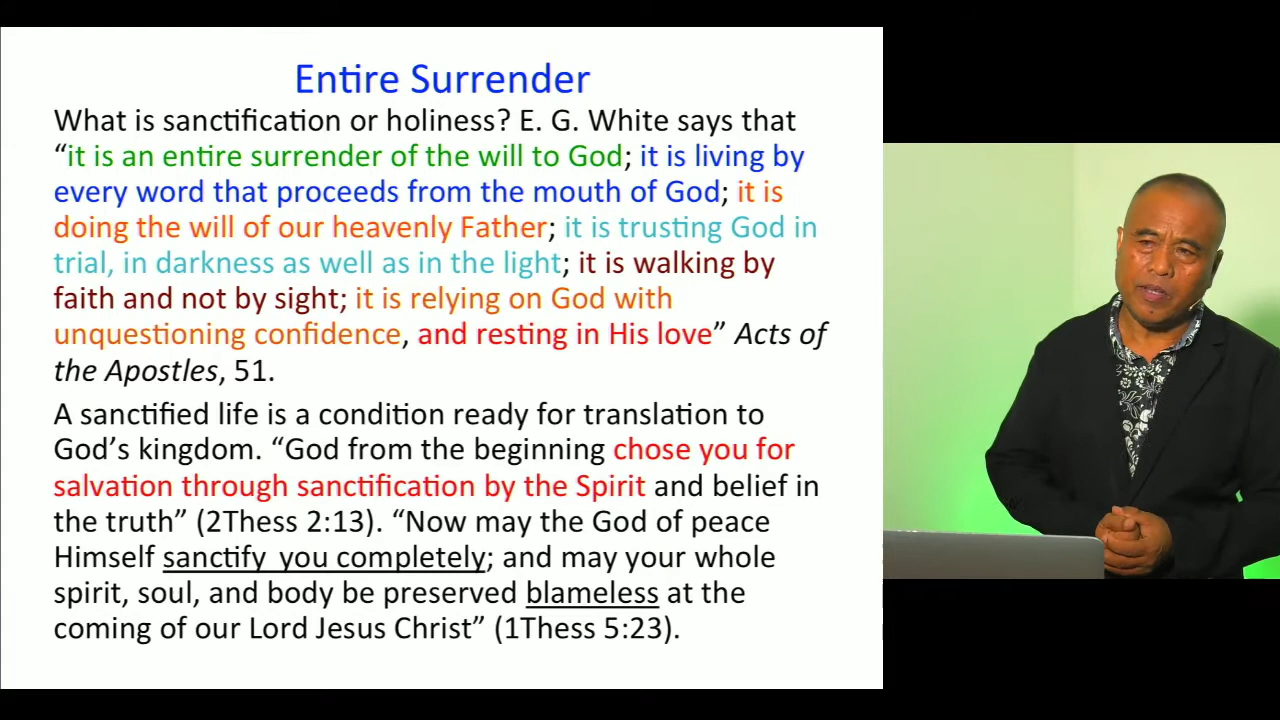 Entire Surrender
What is sanctification or holiness? E. G. White says that
“it is an entire surrender of the will to God; it is living by
every word that proceeds from the mouth of God; it is
doing the will of our heavenly Father; it is trusting God in
trial, in darkness as well as in the light; it is walking by
faith and not by sight; it is relying on God with
unquestioning confidence, and resting in His love” Acts of
the Apostles, 51.
A sanctified life is a condition ready for translation to
God’s kingdom. “God from the beginning chose you for
salvation through sanctification by the Spirit and belief in
the truth” (2Thess 2:13). “Now may the God of peace
Himself sanctify you completely; and may your whole
spirit, soul, and body be preserved blameless at the
coming of our Lord Jesus Christ” (1Thess 5:23).